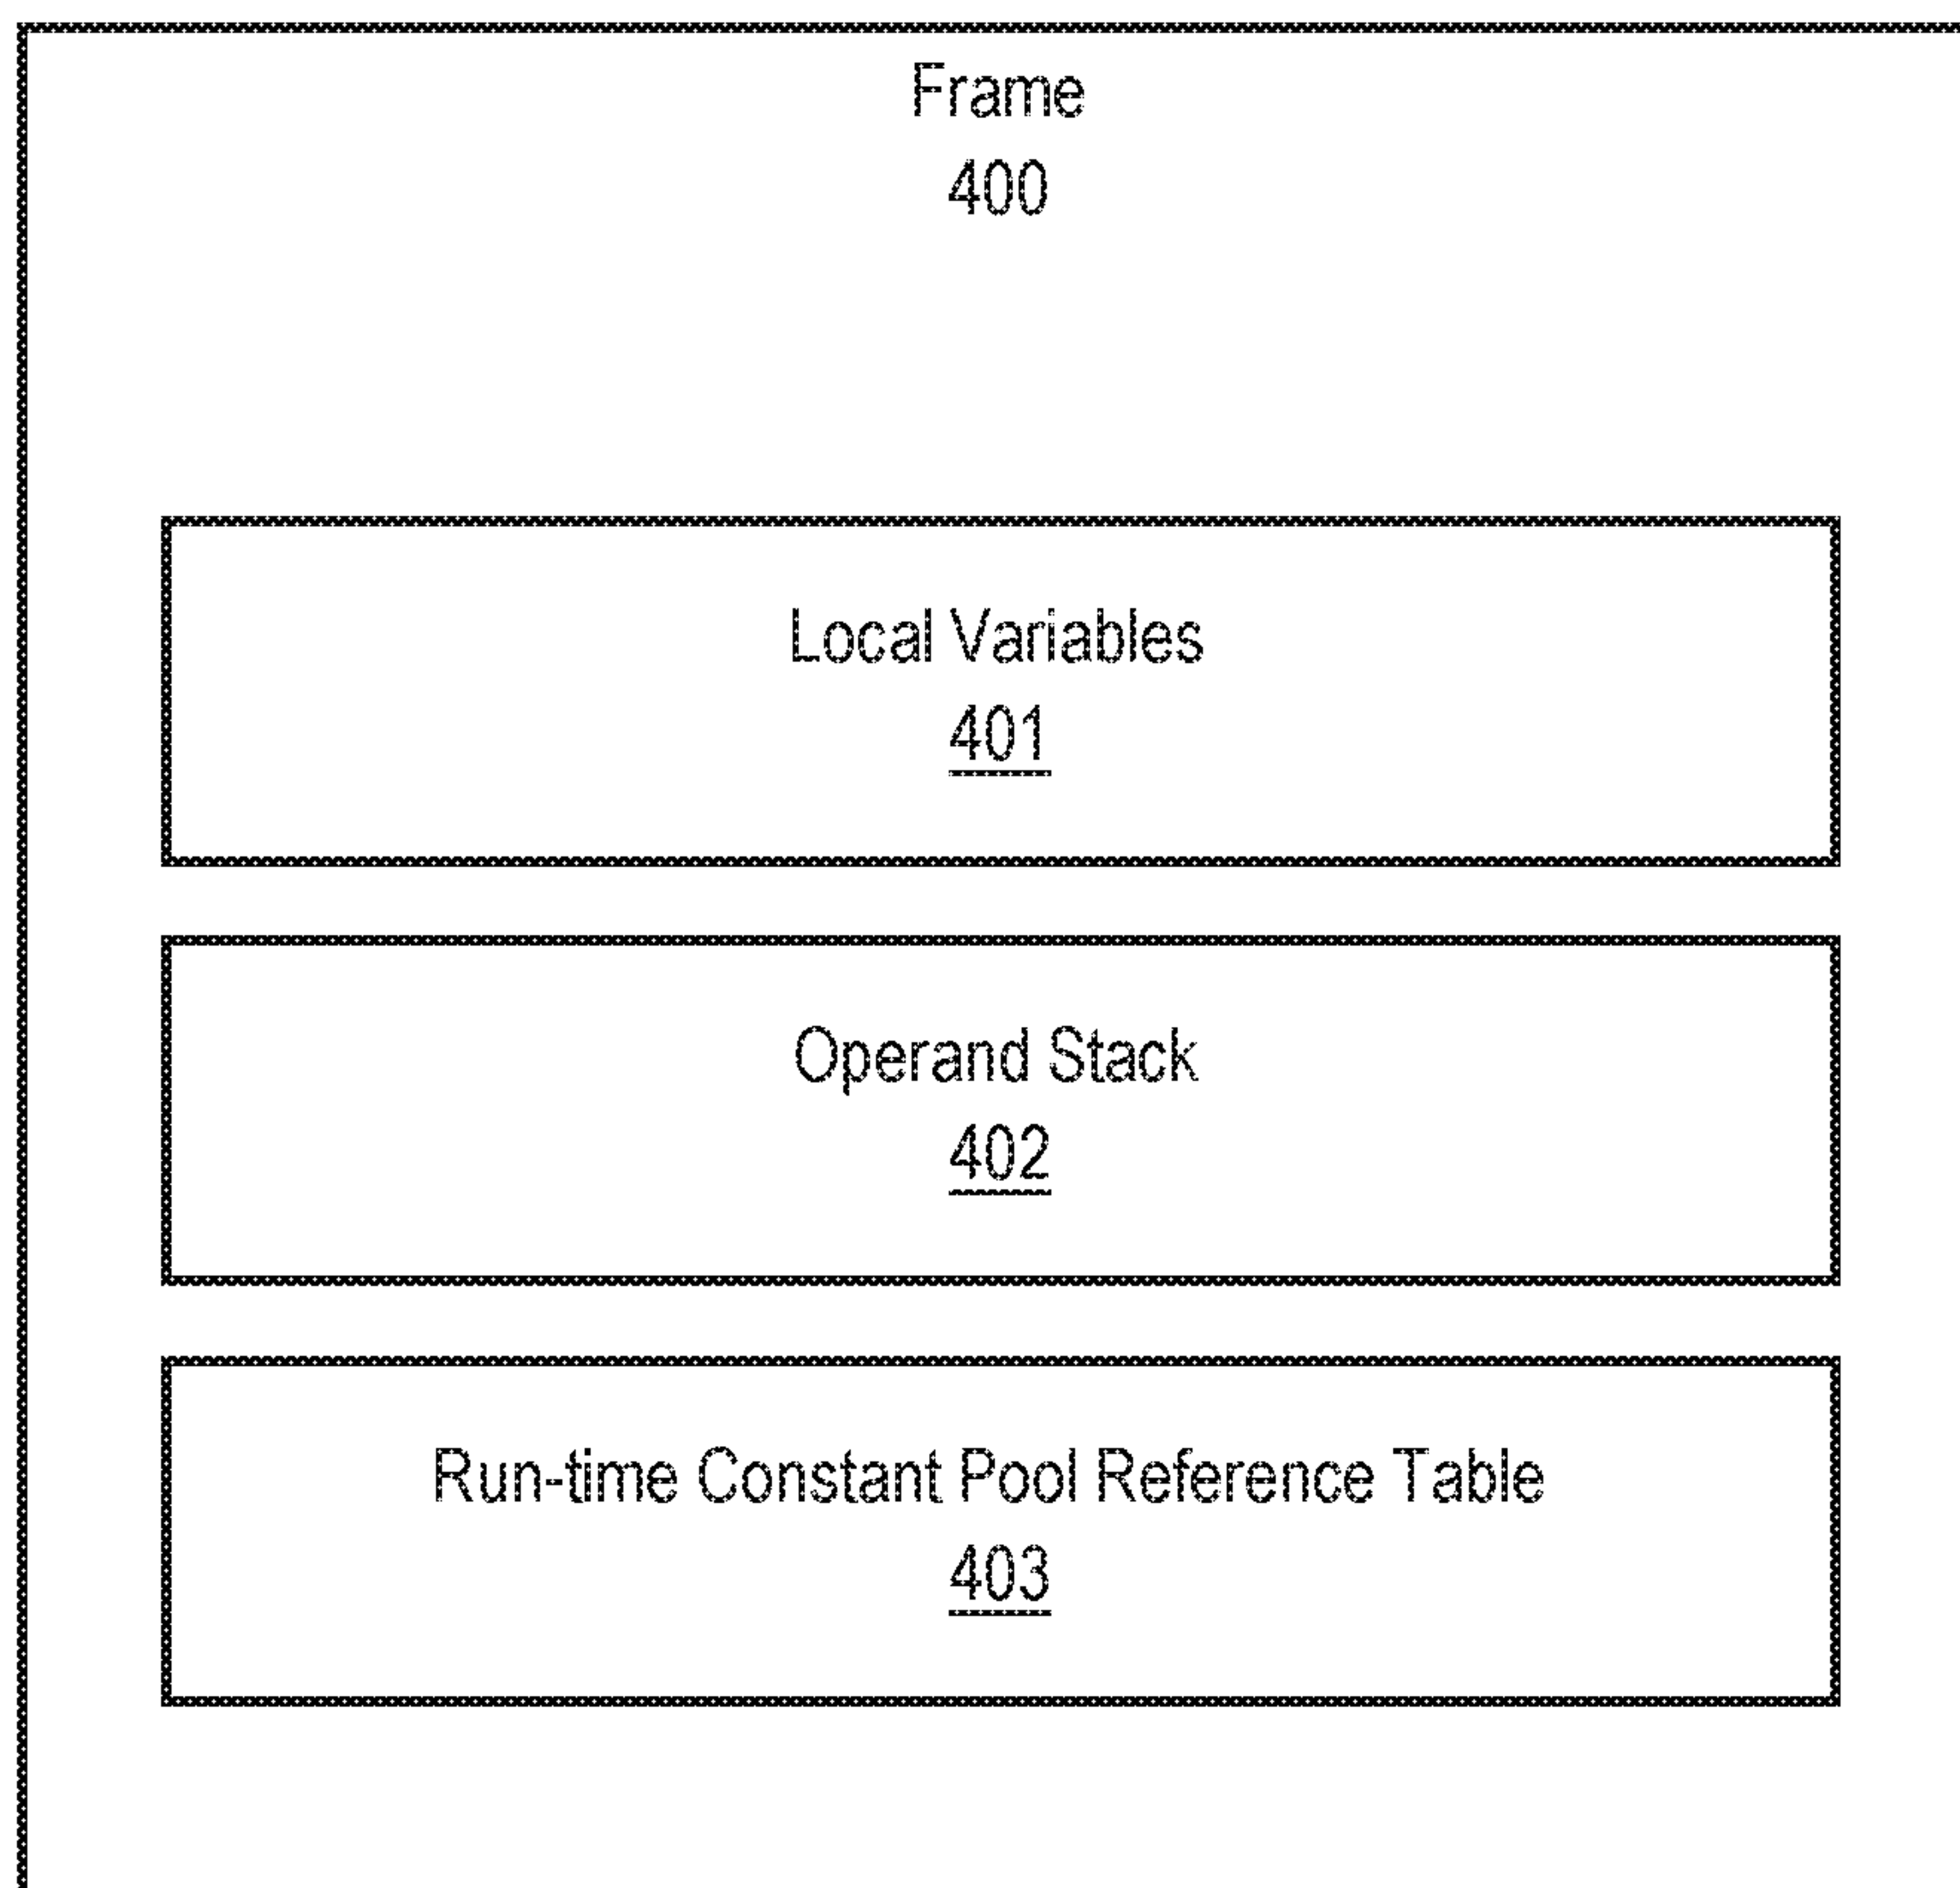 Frame
400
Local Variables
401
Operand Stack
402
Run-time Constant Pool Reference Table
403